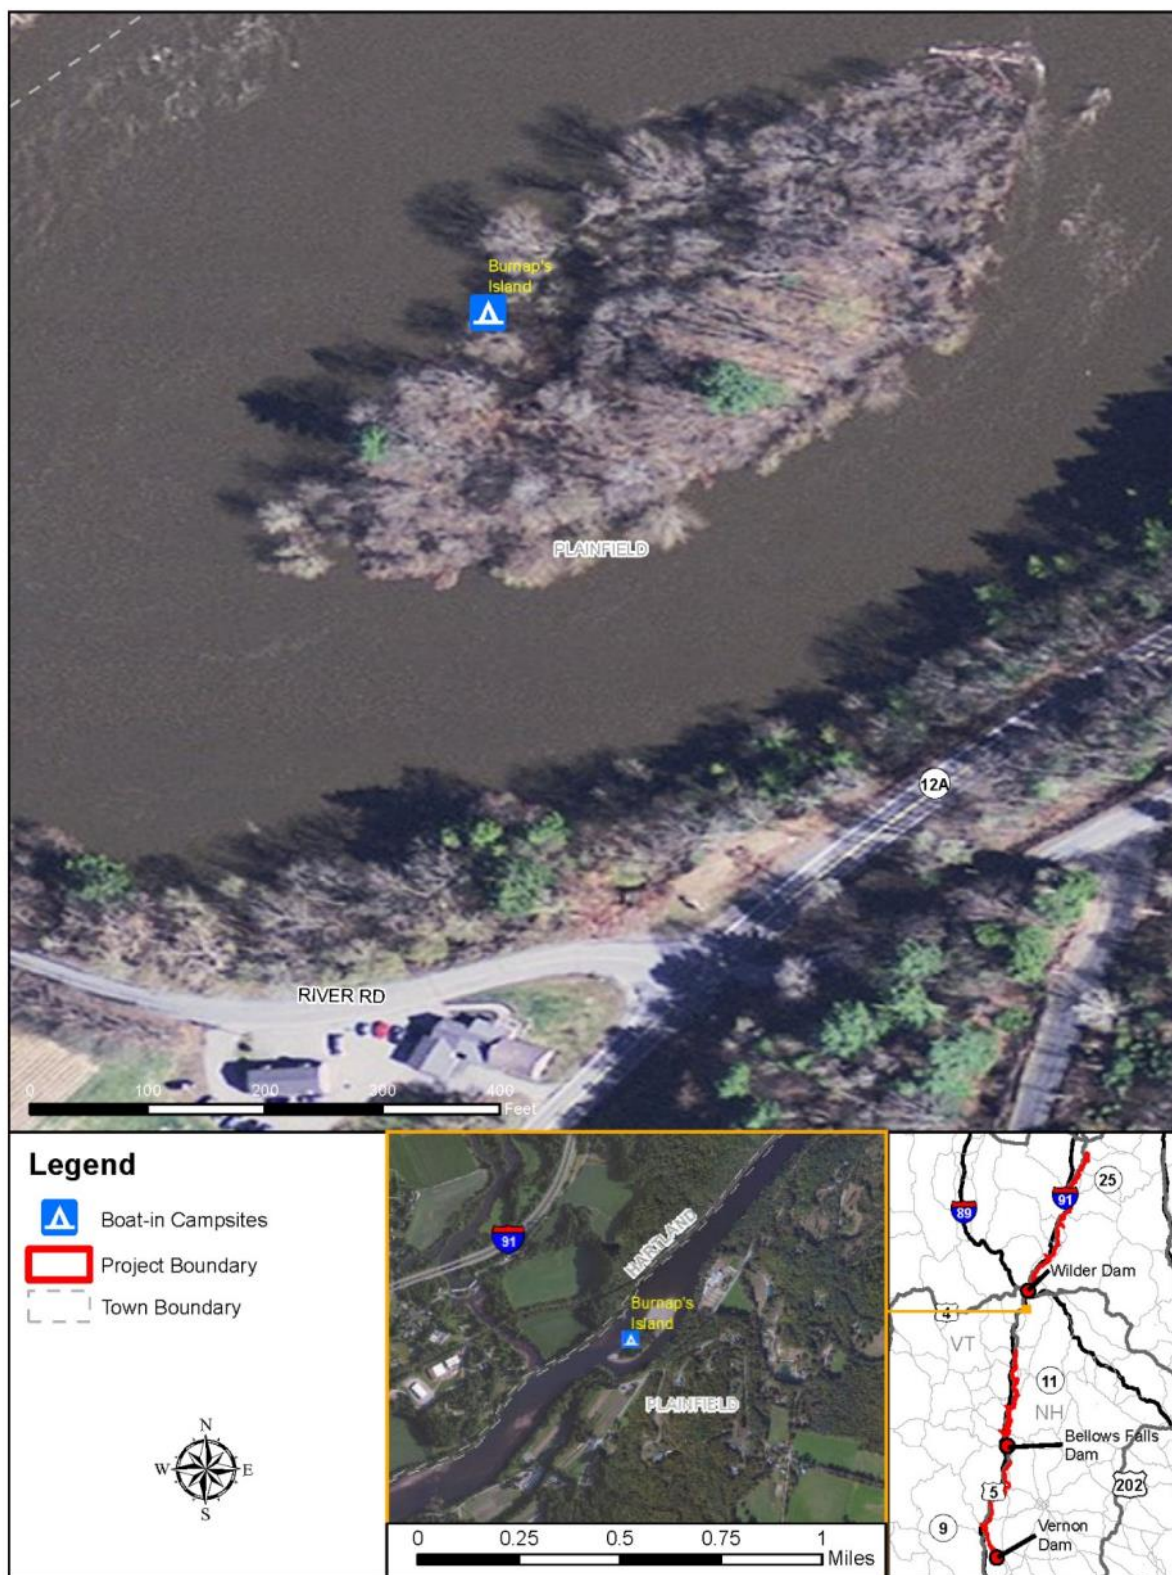 Burnap's
Island
PLAINFIELD
12A
RIVER RD
0 100 200 300 400
Feet
Legend
Boat-in Campsites
Project Boundary
Town Boundary
N
W E
S
91
HARTLAND
Burnap's
Island
PLAINFIELD
0 0.25 0.5 0.75 1
Miles
25
89
91
Wilder Dam
4
VT
11
NH
Bellows Falls
Dam
202
5
9
Vernon
Dam